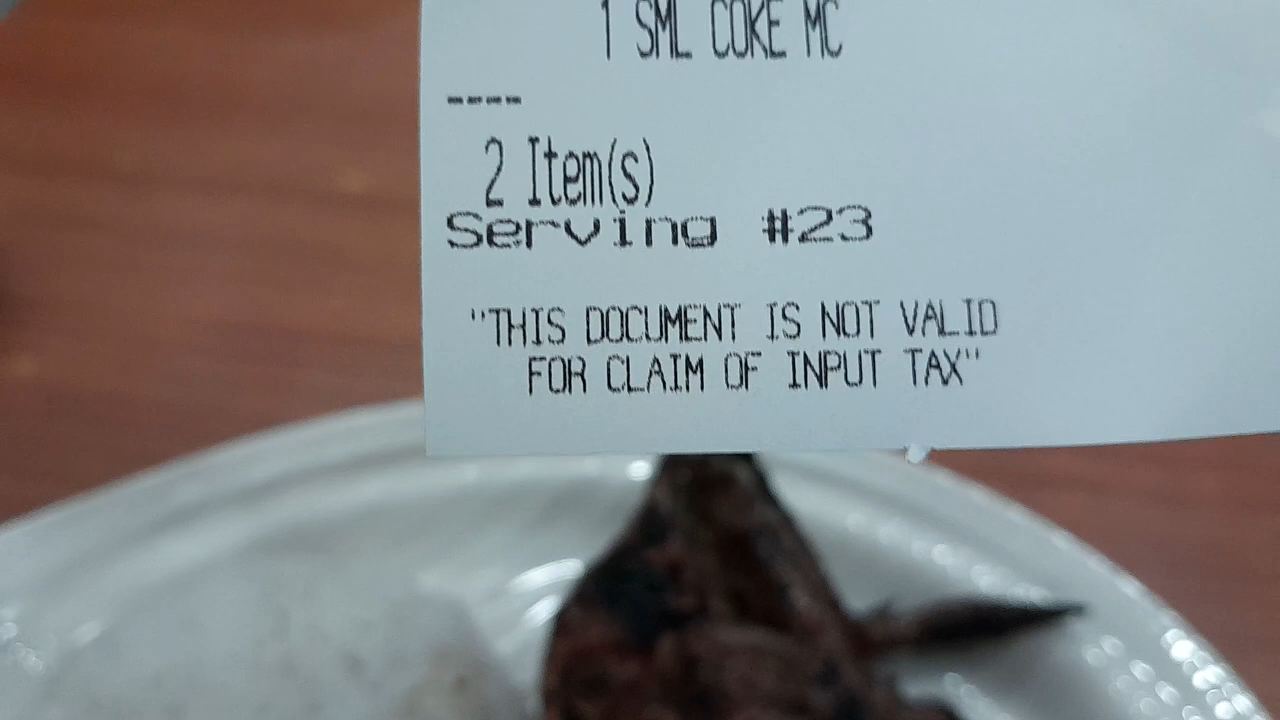 1 SML COKE MC
----
2 Item(s)
Serving #23
"THIS DOCUMENT IS NOT VALID
FOR CLAIM OF INPUT TAX"